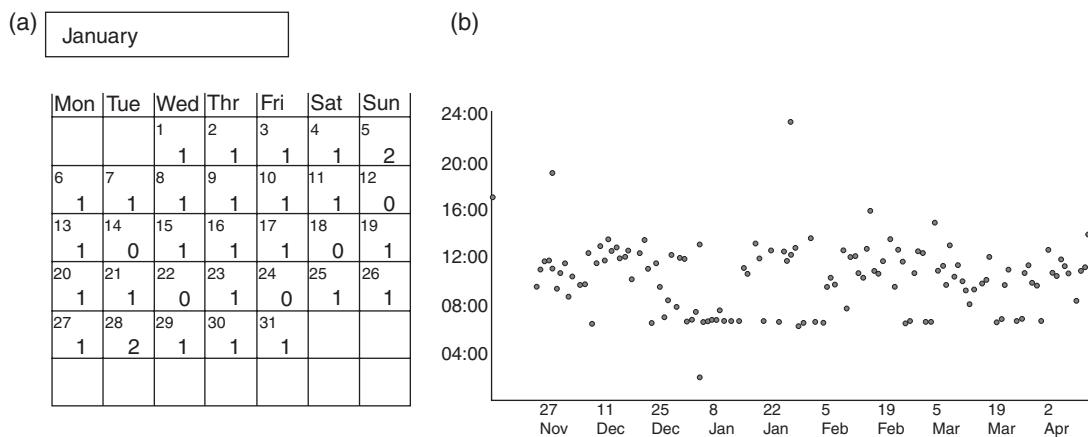 (a)
January
Mon Tue Wed Thr Fri Sat Sun
1 2 3 4 5
1 1 1 1 2
6 7 8 9 10 11 12
1 1 1 1 1 1 0
13 14 15 16 17 18 19
1 0 1 1 1 0 1
20 21 22 23 24 25 26
1 1 0 1 0 1 1
27 28 29 30 31
1 2 1 1 1
(b)
24:00
20:00
16:00
12:00
08:00
04:00
27 11 25 8 22 5 19 5 19 2
Nov Dec Dec Jan Jan Feb Feb Mar Mar Apr